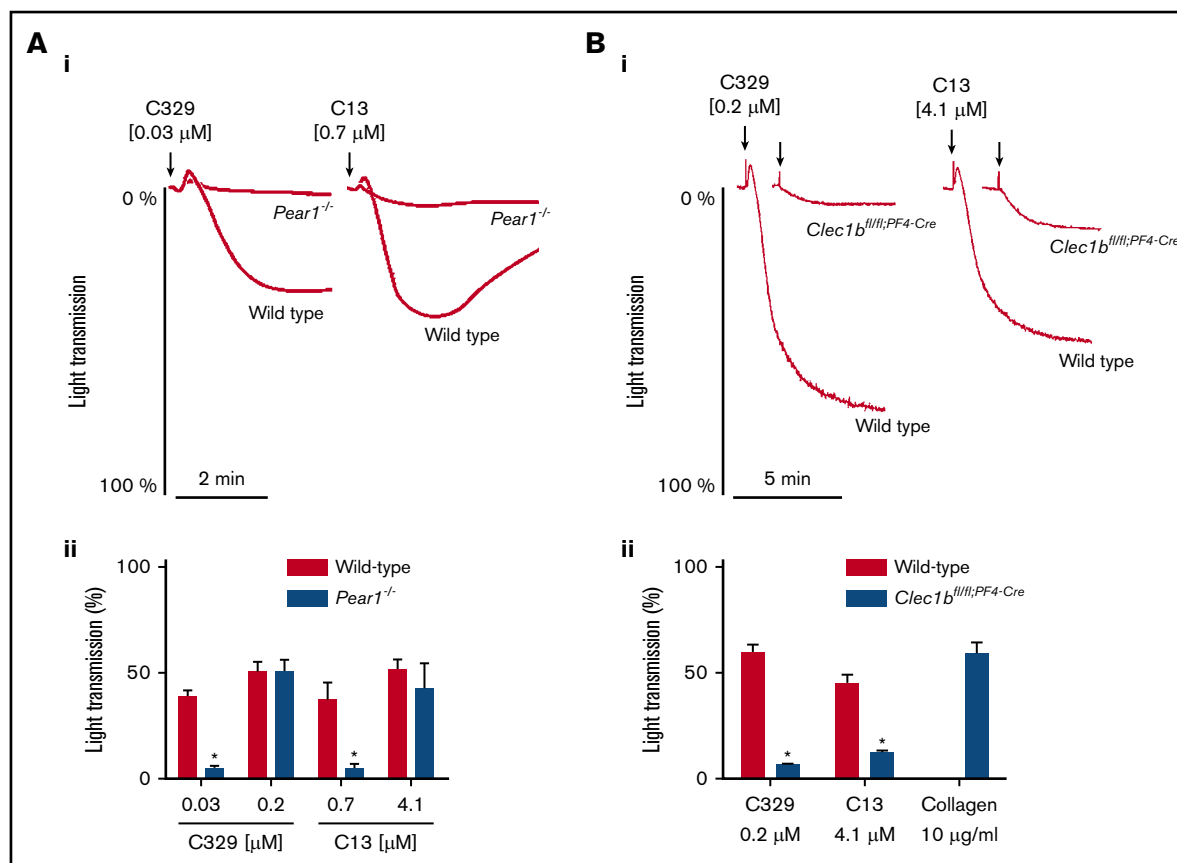 A
i
C329
[0.03 µM]
C13
[0.7 µM]
0 %
Pear1-/-
Pear1-/-
Wild type
Wild type
Light transmission
100 %
2 min
ii
Wild-type
Pear1-/-
Light transmission (%)
100
50
0
*
*
0.03 0.2 0.7 4.1
C329 [µM] C13 [µM]
B
i
C329
[0.2 µM]
C13
[4.1 µM]
0 %
Clec1bfl/fl;PF4-Cre
Clec1bfl/fl;PF4-Cre
Wild type
Wild type
Light transmission
100 %
5 min
ii
Wild-type
Clec1bfl/fl;PF4-Cre
Light transmission (%)
100
50
0
*
*
C329 C13 Collagen
0.2 µM 4.1 µM 10 µg/ml